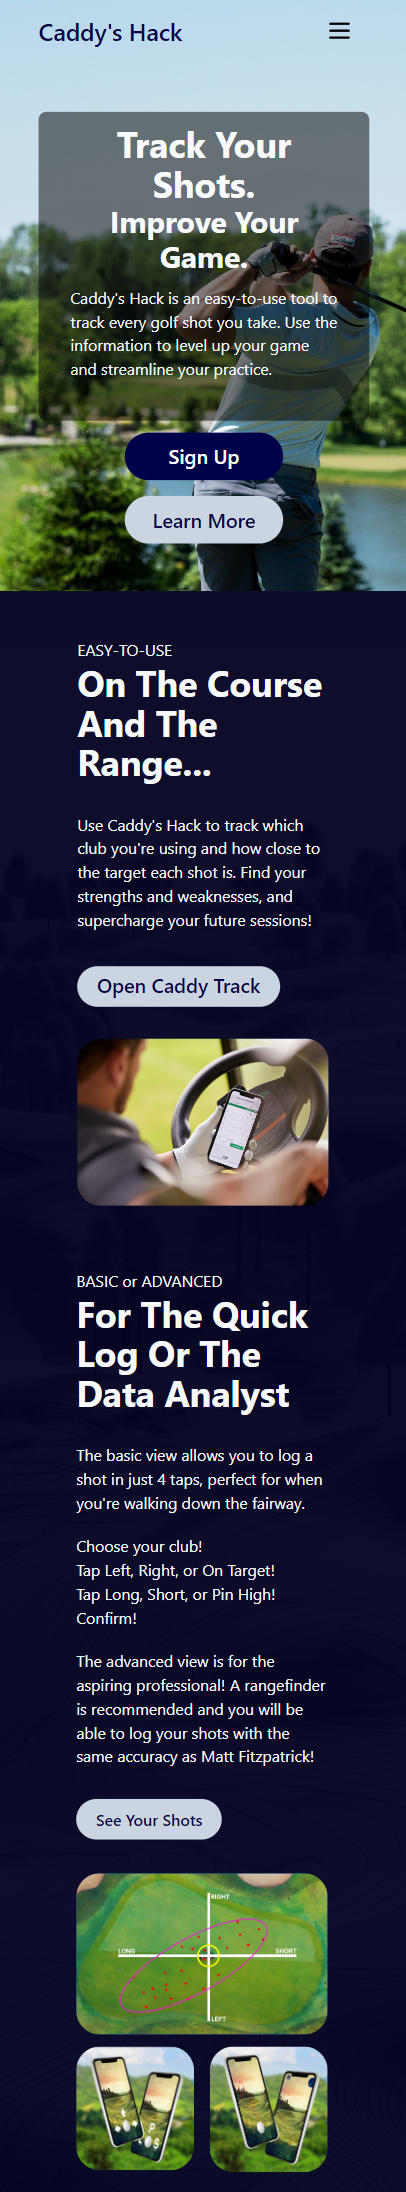 Caddy's Hack
Track Your
Shots.
Improve Your
Game.
Caddy's Hack is an easy-to-use tool to
track every golf shot you take. Use the
information to level up your game
and streamline your practice.
Sign Up
Learn More
EASY-TO-USE
On The Course
And The
Range...
Use Caddy's Hack to track which
club you're using and how close to
the target each shot is. Find your
strengths and weaknesses, and
supercharge your future sessions!
Open Caddy Track
BASIC or ADVANCED
For The Quick
Log Or The
Data Analyst
The basic view allows you to log a
shot in just 4 taps, perfect for when
you're walking down the fairway.
Choose your club!
Tap Left, Right, or On Target!
Tap Long, Short, or Pin High!
Confirm!
The advanced view is for the
aspiring professional! A rangefinder
is recommended and you will be
able to log your shots with the
same accuracy as Matt Fitzpatrick!
See Your Shots
RIGHT
LONG
SHORT
LEFT